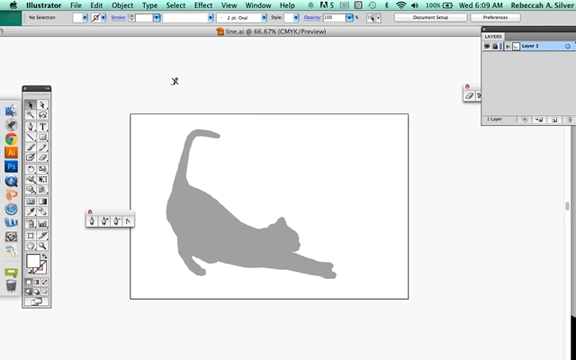 Illustrator File Edit Object Type Select Effect View Window Help 5 100% Wed 6:09 AM Rebeccah A. Silver
No Selection Stroke: 2 pt. Oval Style: Opacity: 100 % Document Setup Preferences
line.ai @ 66.67% (CMYK/Preview)
LAYERS
Layer 1
1 Layer